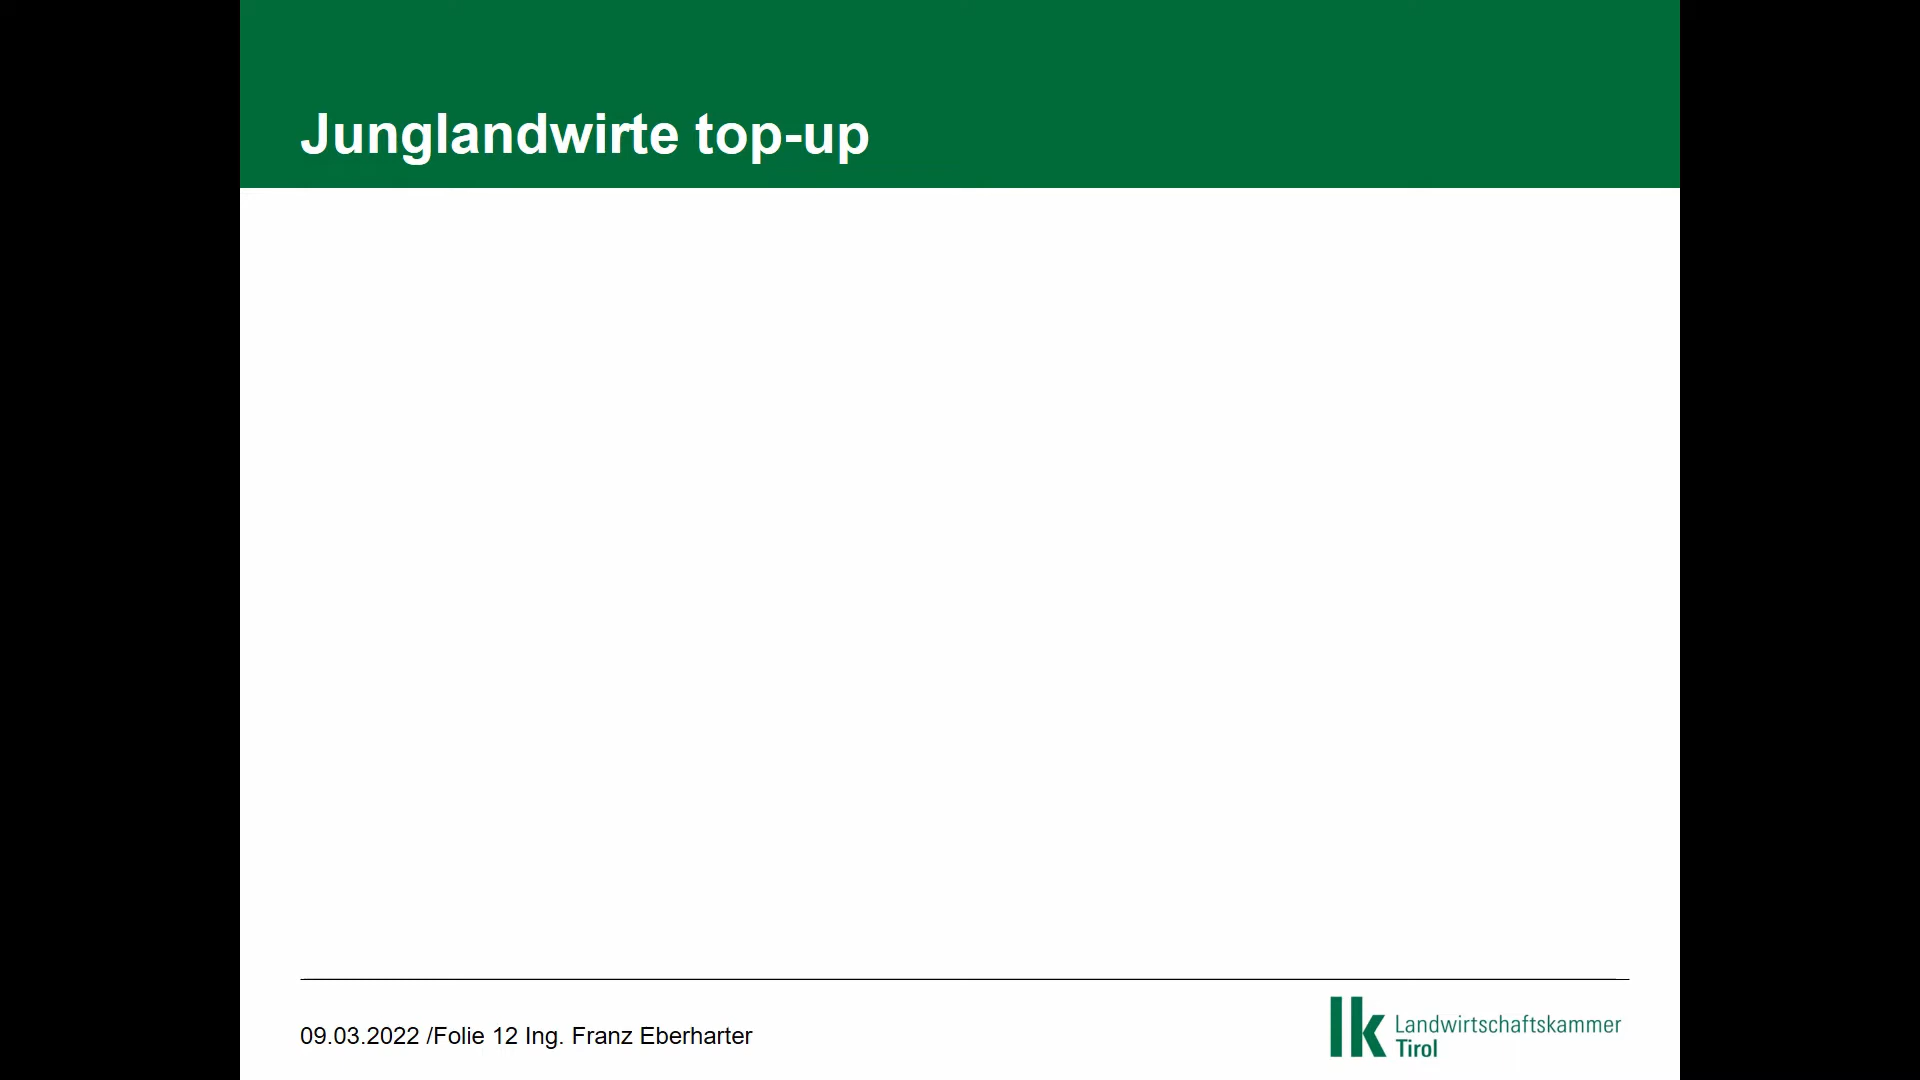 Junglandwirte top-up
09.03.2022 /Folie 12 Ing. Franz Eberharter
lk Landwirtschaftskammer
Tirol